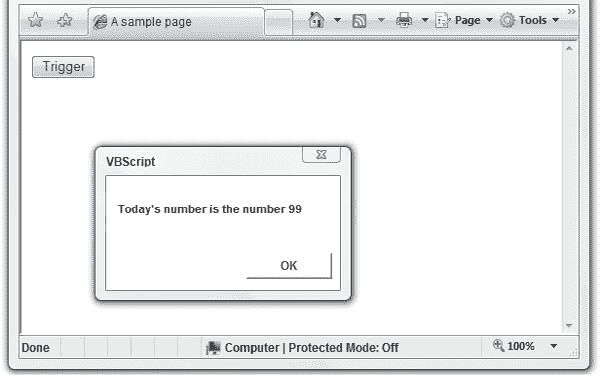 A sample page
Page
Tools
Trigger
VBScript
Today's number is the number 99
OK
Done
Computer | Protected Mode: Off
100%